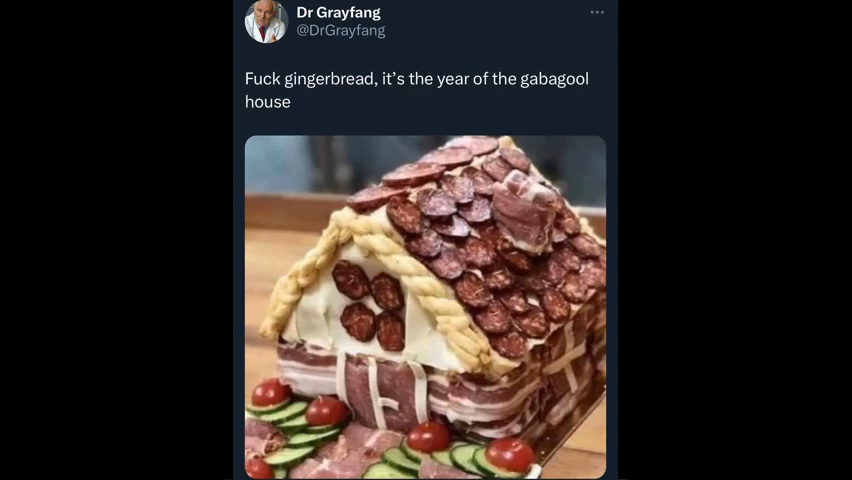 Dr Grayfang
@DrGrayfang
Fuck gingerbread, it’s the year of the gabagool
house